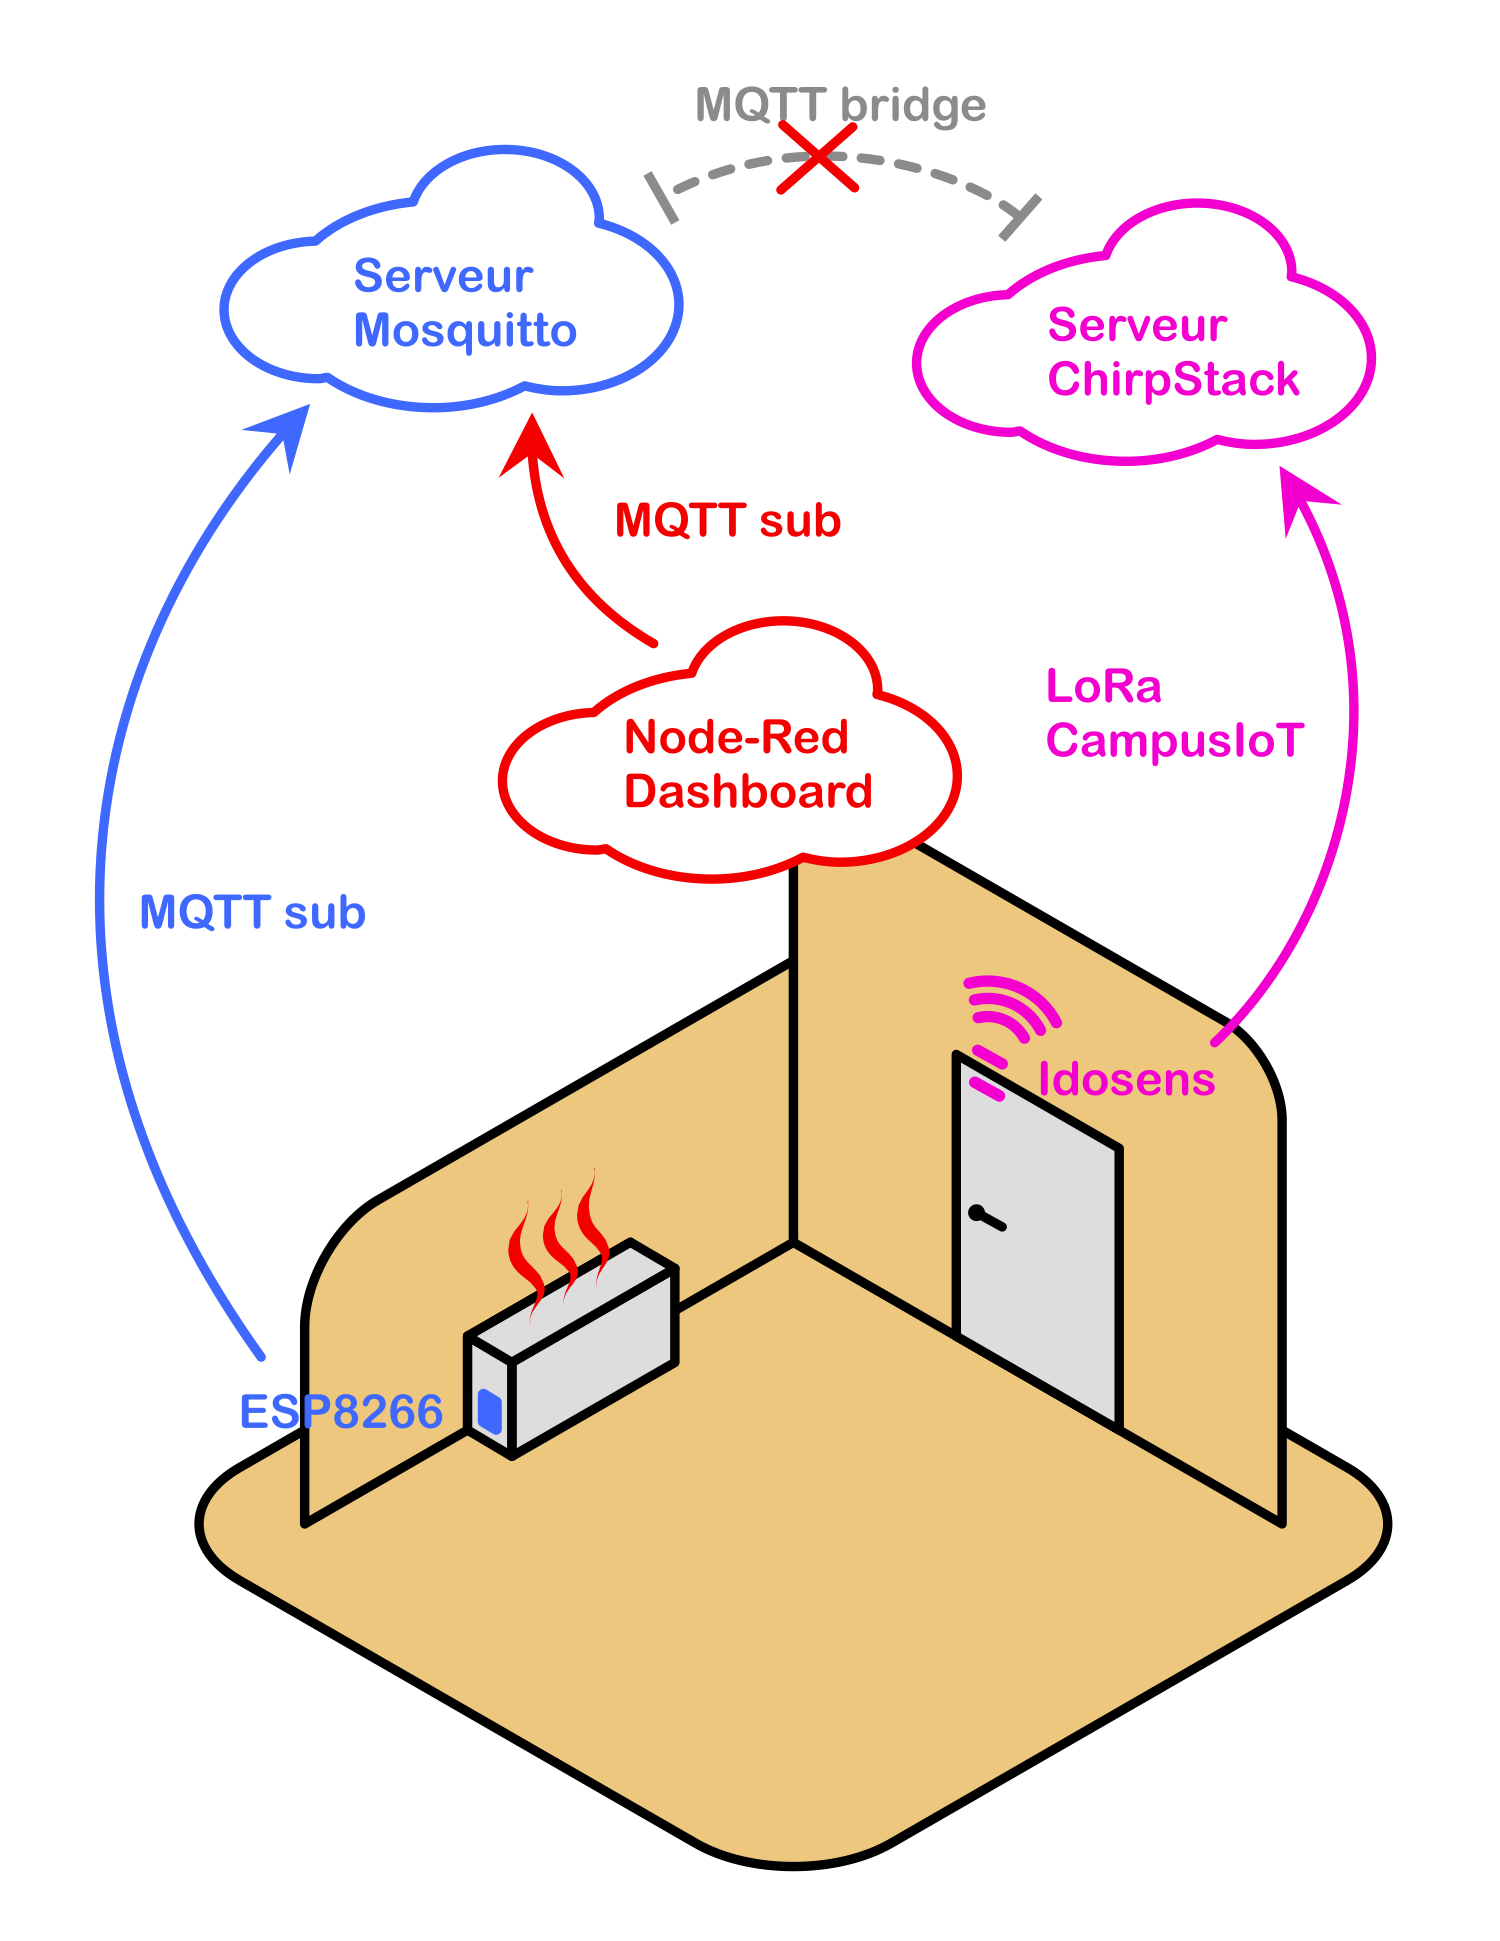 MQTT bridge
Serveur
Mosquitto
Serveur
ChirpStack
MQTT sub
LoRa
CampusIoT
Node-Red
Dashboard
MQTT sub
Idosens
ESP8266